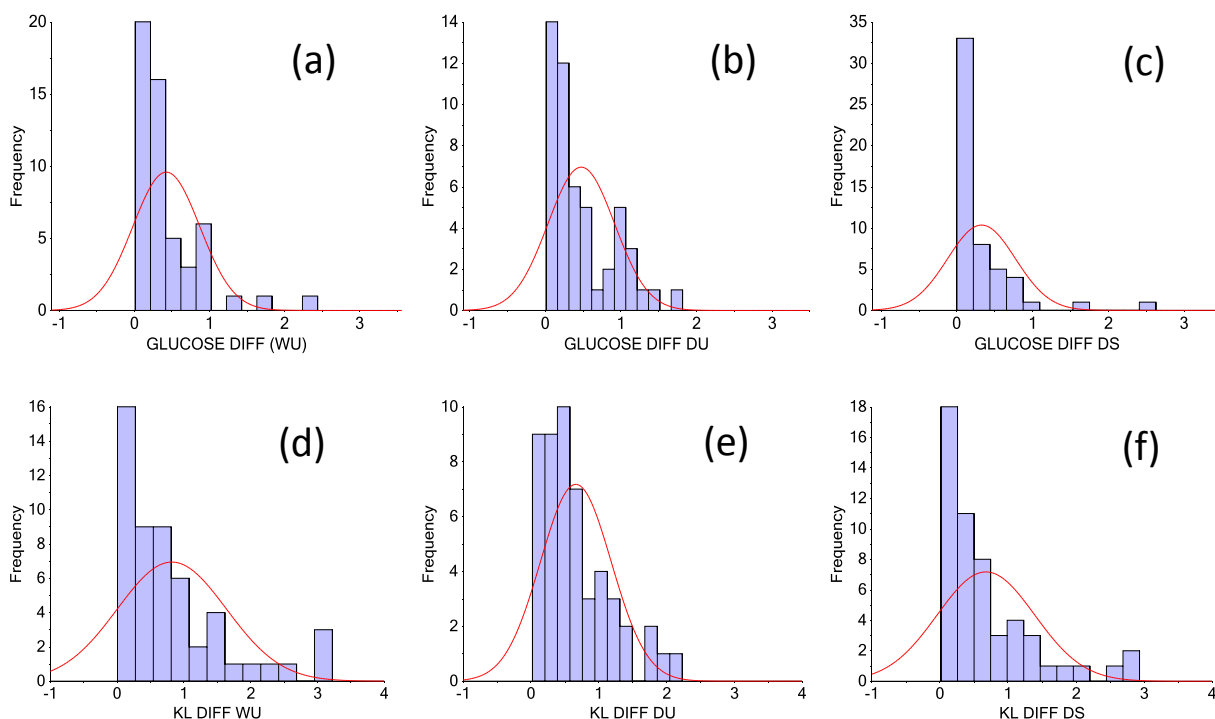 (a)
Frequency
20
15
10
5
0
-1 0 1 2 3
GLUCOSE DIFF (WU)
(b)
Frequency
14
12
10
8
6
4
2
0
-1 0 1 2 3
GLUCOSE DIFF DU
(c)
Frequency
35
30
25
20
15
10
5
0
-1 0 1 2 3
GLUCOSE DIFF DS
(d)
Frequency
16
14
12
10
8
6
4
2
0
-1 0 1 2 3 4
KL DIFF WU
(e)
Frequency
10
8
6
4
2
0
-1 0 1 2 3 4
KL DIFF DU
(f)
Frequency
18
16
14
12
10
8
6
4
2
0
-1 0 1 2 3 4
KL DIFF DS